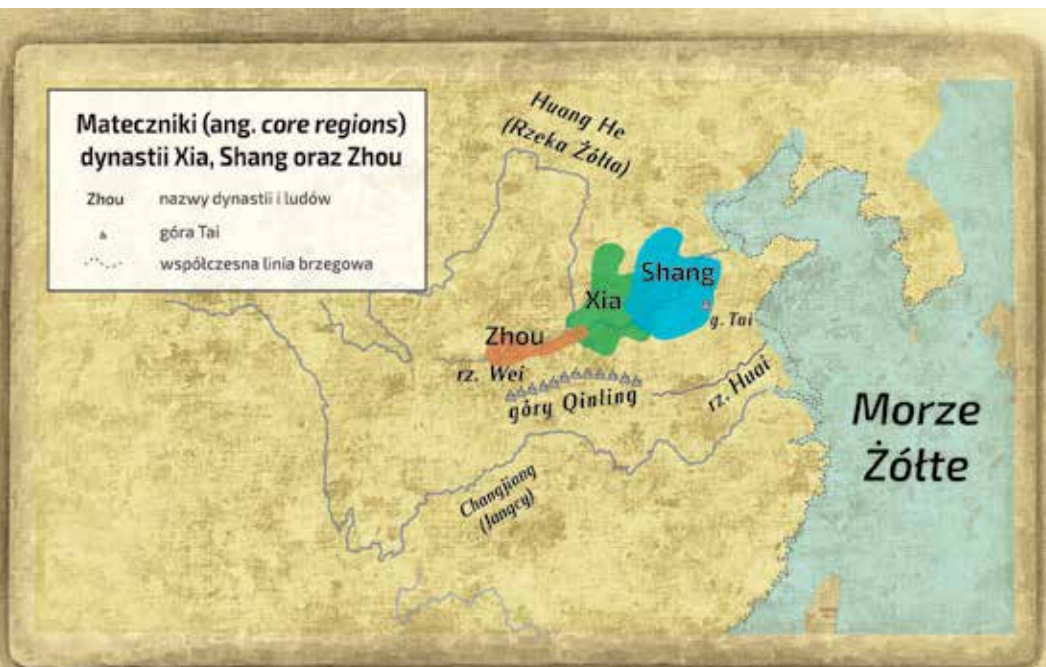 Mateczniki (ang. core regions)
dynastii Xia, Shang oraz Zhou
Zhou nazwy dynastii i ludów
góra Tai
współczesna linia brzegowa
Huang He
(Rzeka Żółta)
Shang
Xia
g. Tai
Zhou
rz. Wei
góry Qinling
rz. Huai
Morze
Żółte
Changjiang
(Jangcy)